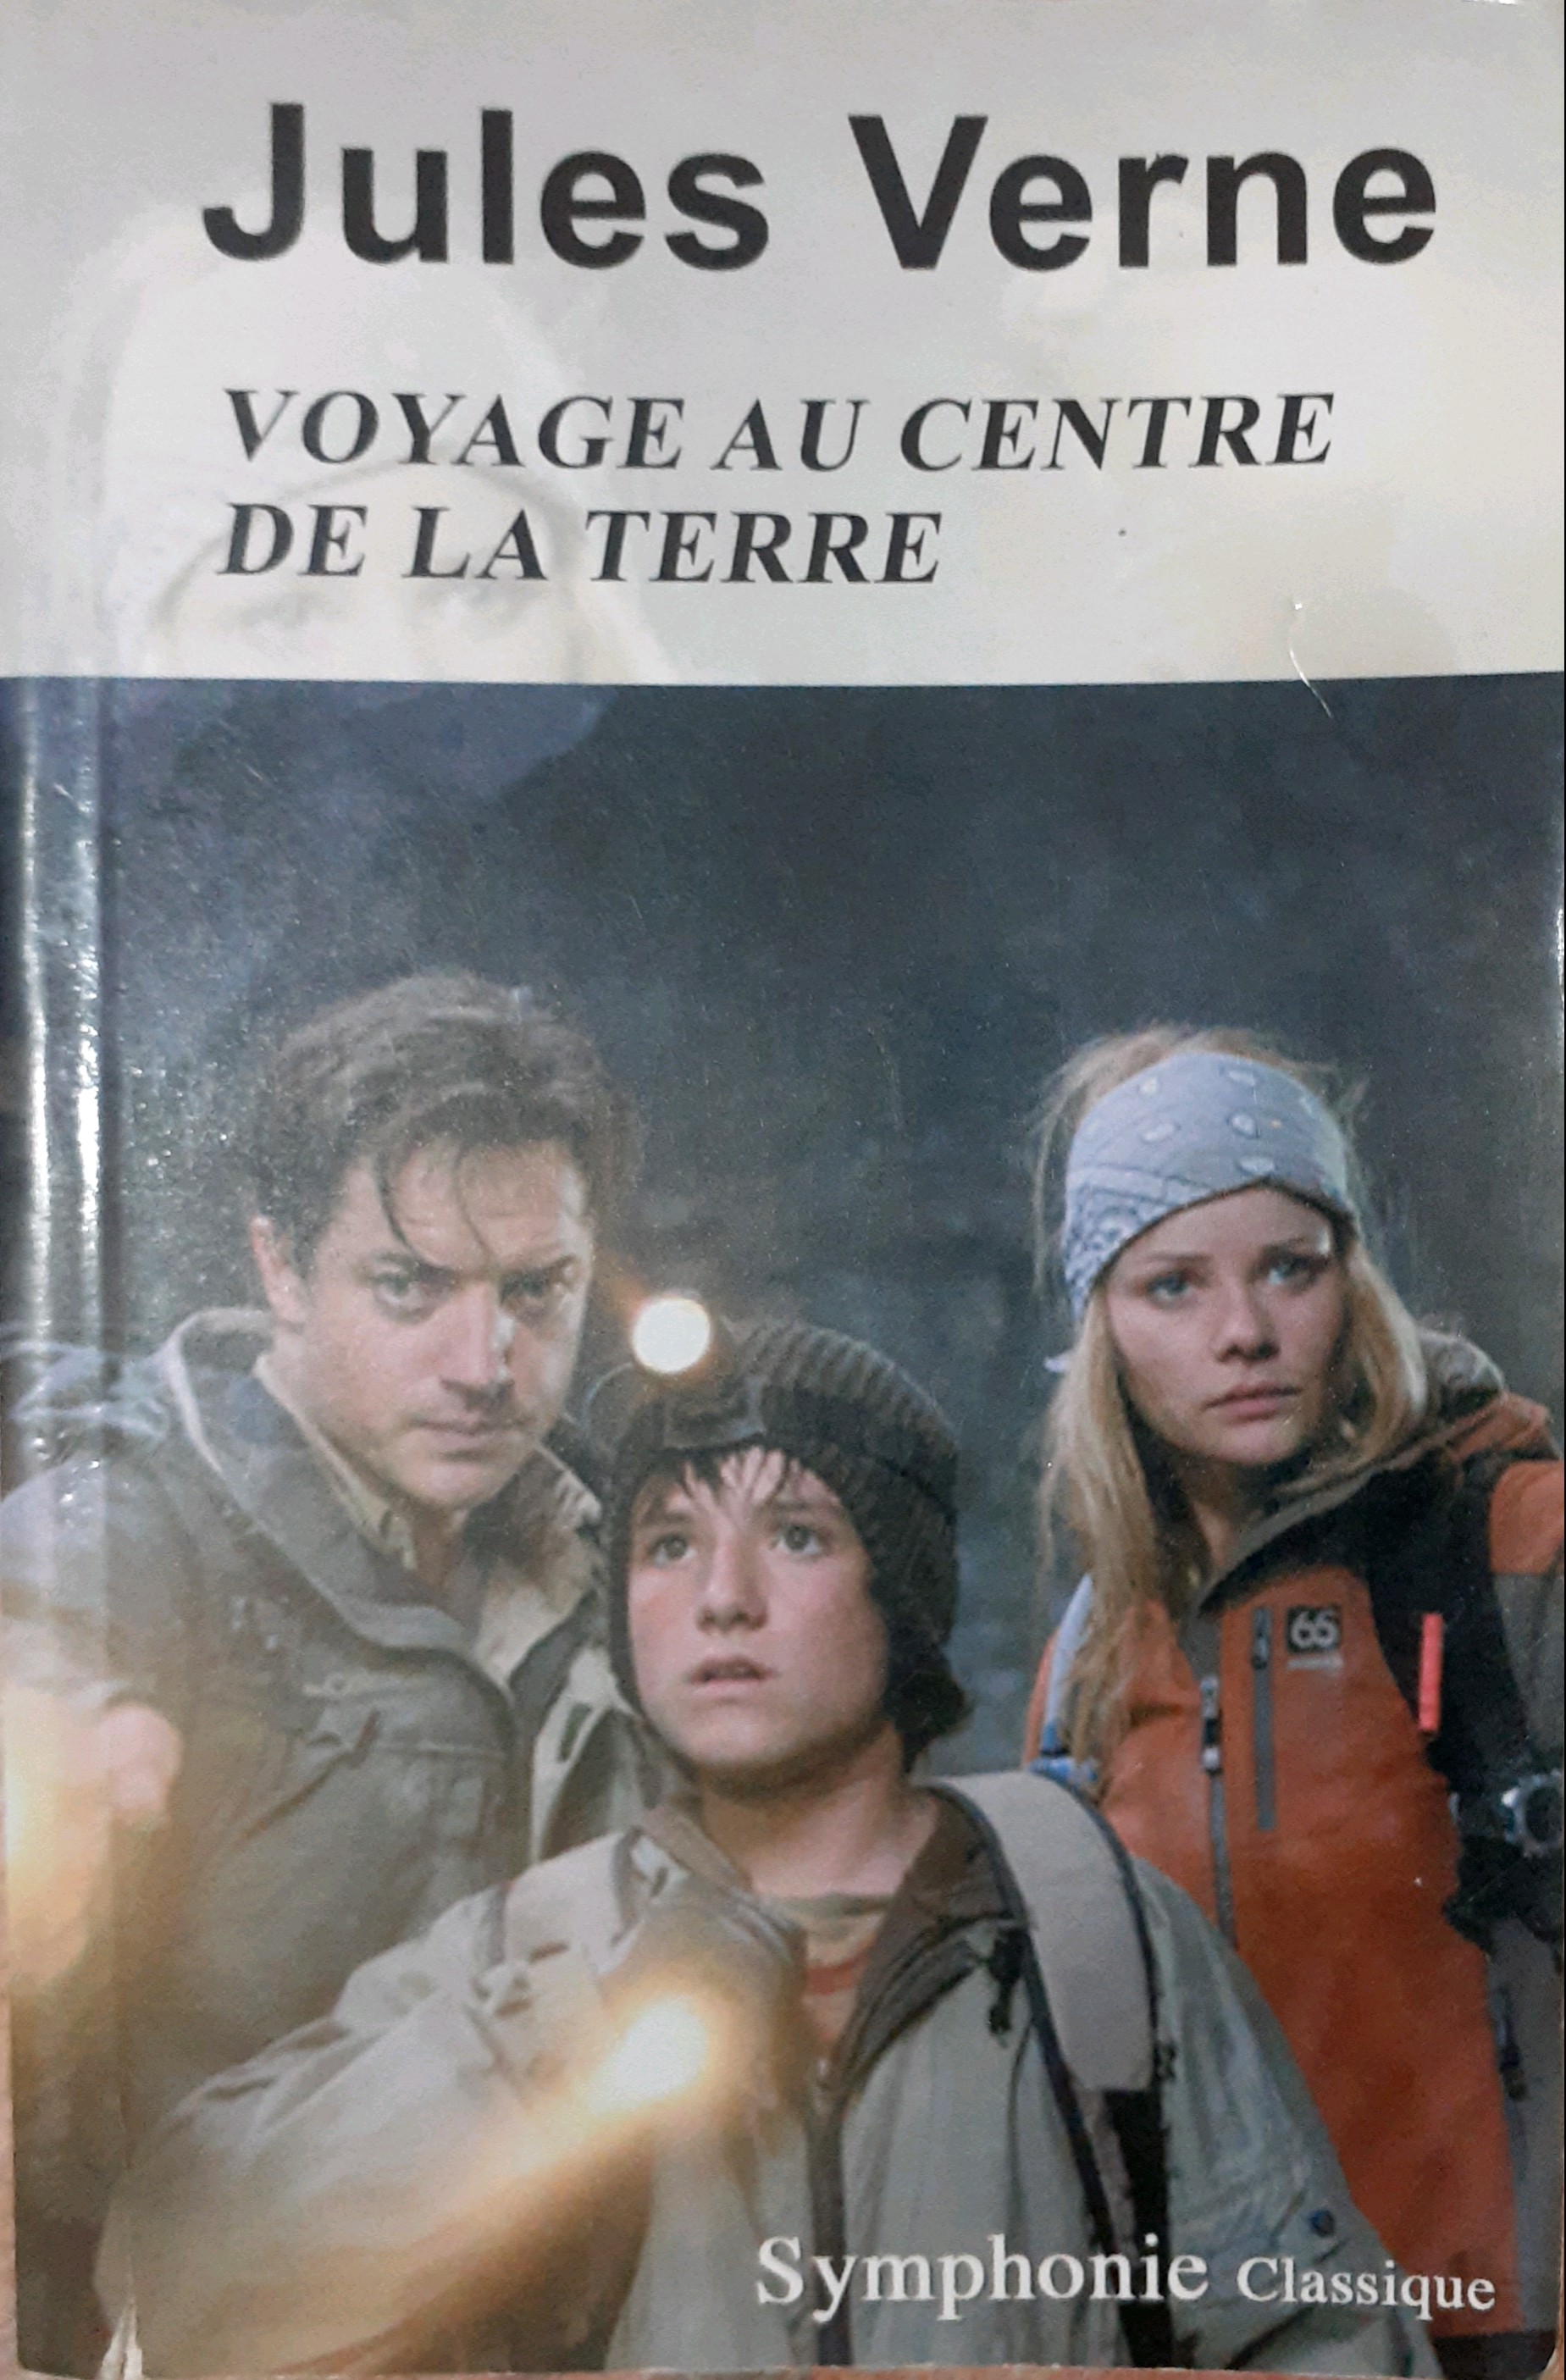 Jules Verne
VOYAGE AU CENTRE
DE LA TERRE
66
Symphonie Classique